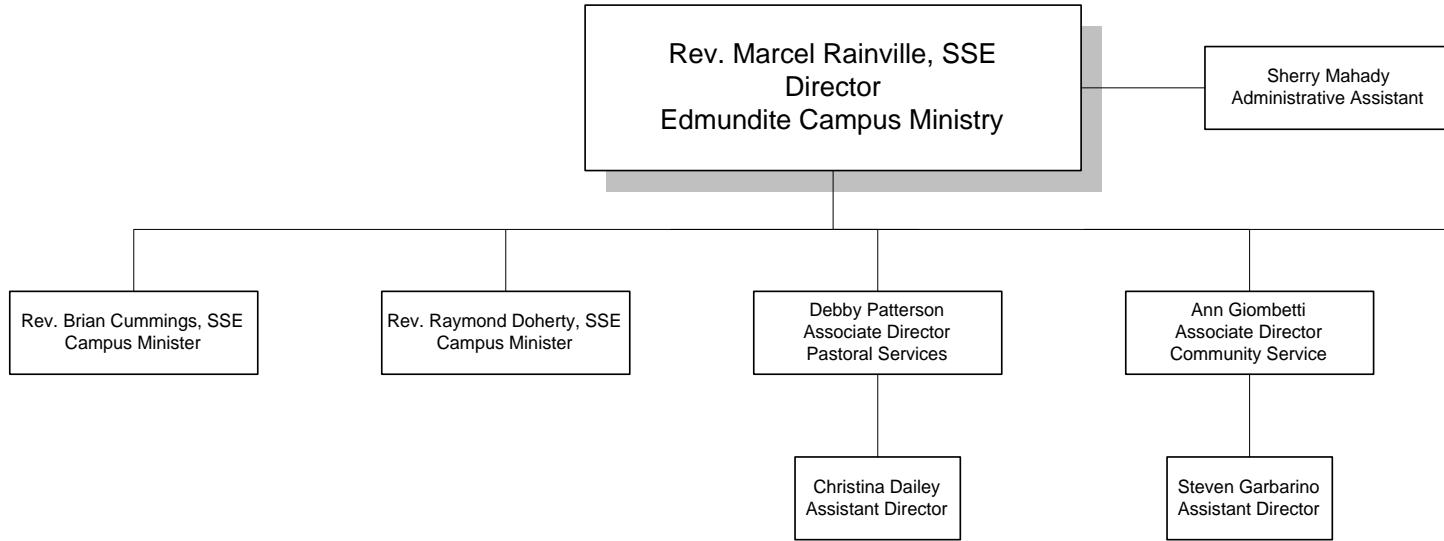 Rev. Marcel Rainville, SSE
Director
Edmundite Campus Ministry
Sherry Mahady
Administrative Assistant
Rev. Brian Cummings, SSE
Campus Minister
Rev. Raymond Doherty, SSE
Campus Minister
Debby Patterson
Associate Director
Pastoral Services
Ann Giombetti
Associate Director
Community Service
Christina Dailey
Assistant Director
Steven Garbarino
Assistant Director